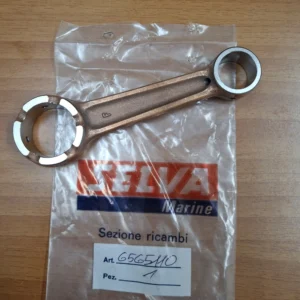 SELVA
Marine
Sezione ricambi
Art. 6565110
Pez. 1